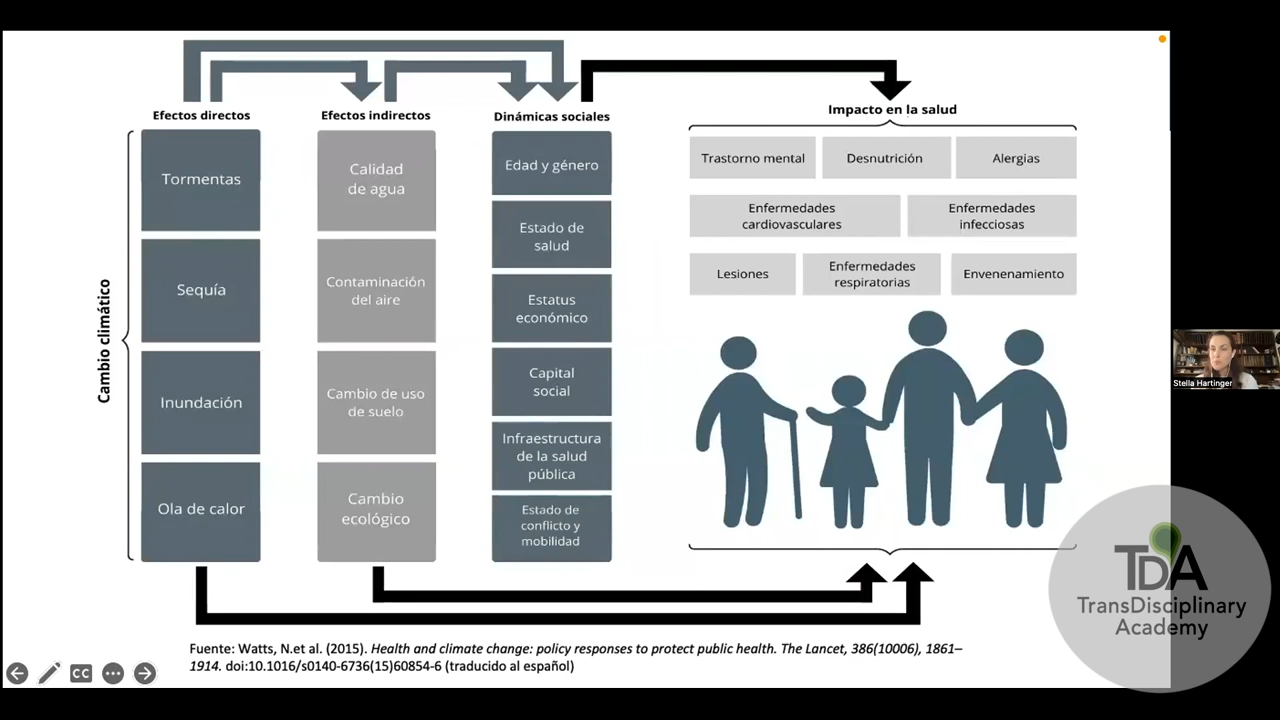 Efectos directos
Efectos indirectos
Dinámicas sociales
Impacto en la salud
Cambio climático
Tormentas
Sequía
Inundación
Ola de calor
Calidad
de agua
Contaminación
del aire
Cambio de uso
de suelo
Cambio
ecológico
Edad y género
Estado de
salud
Estatus
económico
Capital
social
Infraestructura
de la salud
pública
Estado de
conflicto y
mobilidad
Trastorno mental
Desnutrición
Alergias
Enfermedades
cardiovasculares
Enfermedades
infecciosas
Lesiones
Enfermedades
respiratorias
Envenenamiento
Stella Hartinger
TDA
TransDisciplinary
Academy
Fuente: Watts, N.et al. (2015). Health and climate change: policy responses to protect public health. The Lancet, 386(10006), 1861–
1914. doi:10.1016/s0140-6736(15)60854-6 (traducido al español)
CC